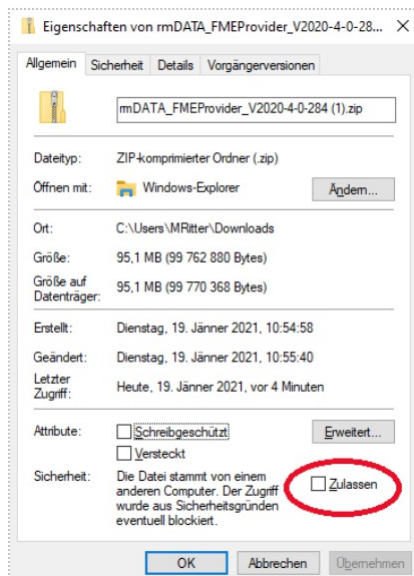 Eigenschaften von rmDATA_FMEProvider_V2020-4-0-28...
Allgemein Sicherheit Details Vorgängerversionen
rmDATA_FMEProvider_V2020-4-0-284 (1).zip
Dateityp: ZIP-komprimierter Ordner (.zip)
Öffnen mit: Windows-Explorer Ändern...
Ort: C:\Users\MRitter\Downloads
Größe: 95,1 MB (99 762 880 Bytes)
Größe auf
Datenträger: 95,1 MB (99 770 368 Bytes)
Erstellt: Dienstag, 19. Jänner 2021, 10:54:58
Geändert: Dienstag, 19. Jänner 2021, 10:55:40
Letzter
Zugriff: Heute, 19. Jänner 2021, vor 4 Minuten
Attribute: Schreibgeschützt Erweitert...
Versteckt
Sicherheit: Die Datei stammt von einem
anderen Computer. Der Zugriff
wurde aus Sicherheitsgründen
eventuell blockiert.
Zulassen
OK Abbrechen Übernehmen